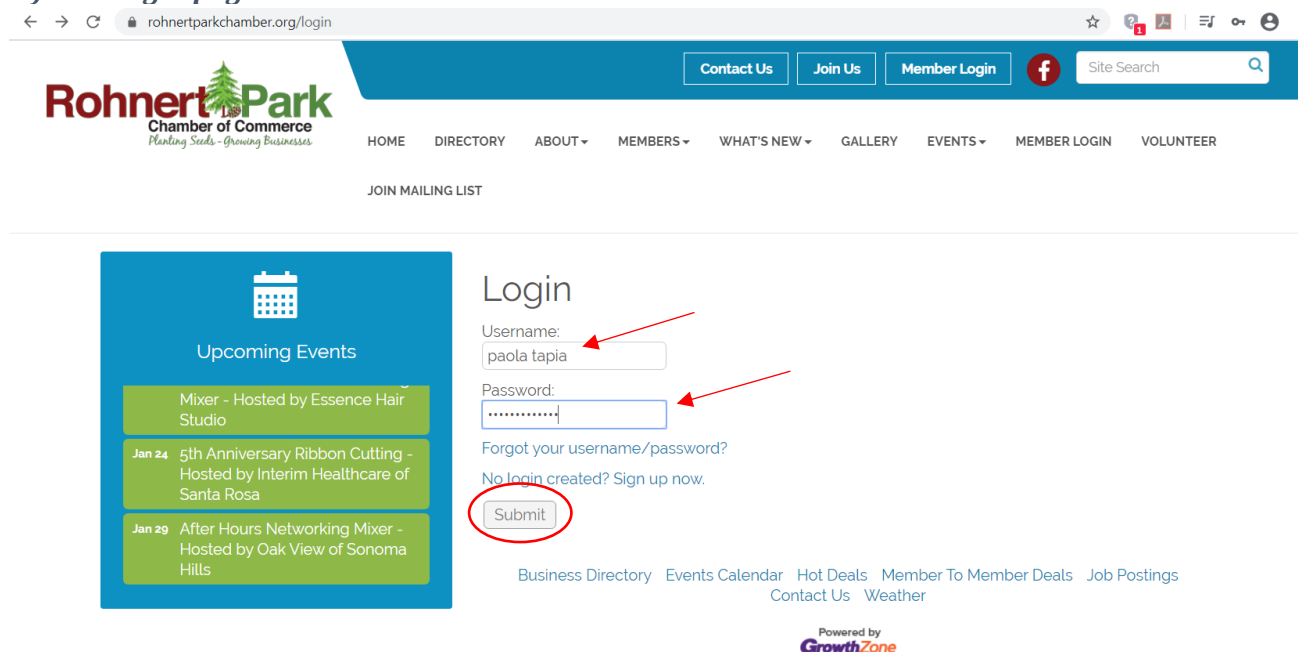 rohnertparkchamber.org/login
1
Contact Us
Join Us
Member Login
f
Site Search
Rohnert Park
Chamber of Commerce
Planting Seeds - Growing Businesses
HOME DIRECTORY ABOUT MEMBERS WHAT'S NEW GALLERY EVENTS MEMBER LOGIN VOLUNTEER
JOIN MAILING LIST
Upcoming Events
Mixer - Hosted by Essence Hair
Studio
Jan 24 5th Anniversary Ribbon Cutting -
Hosted by Interim Healthcare of
Santa Rosa
Jan 29 After Hours Networking Mixer -
Hosted by Oak View of Sonoma
Hills
Login
Username:
paola tapia
Password:
•••••••••••••
Forgot your username/password?
No login created? Sign up now.
Submit
Business Directory Events Calendar Hot Deals Member To Member Deals Job Postings
Contact Us Weather
Powered by
GrowthZone